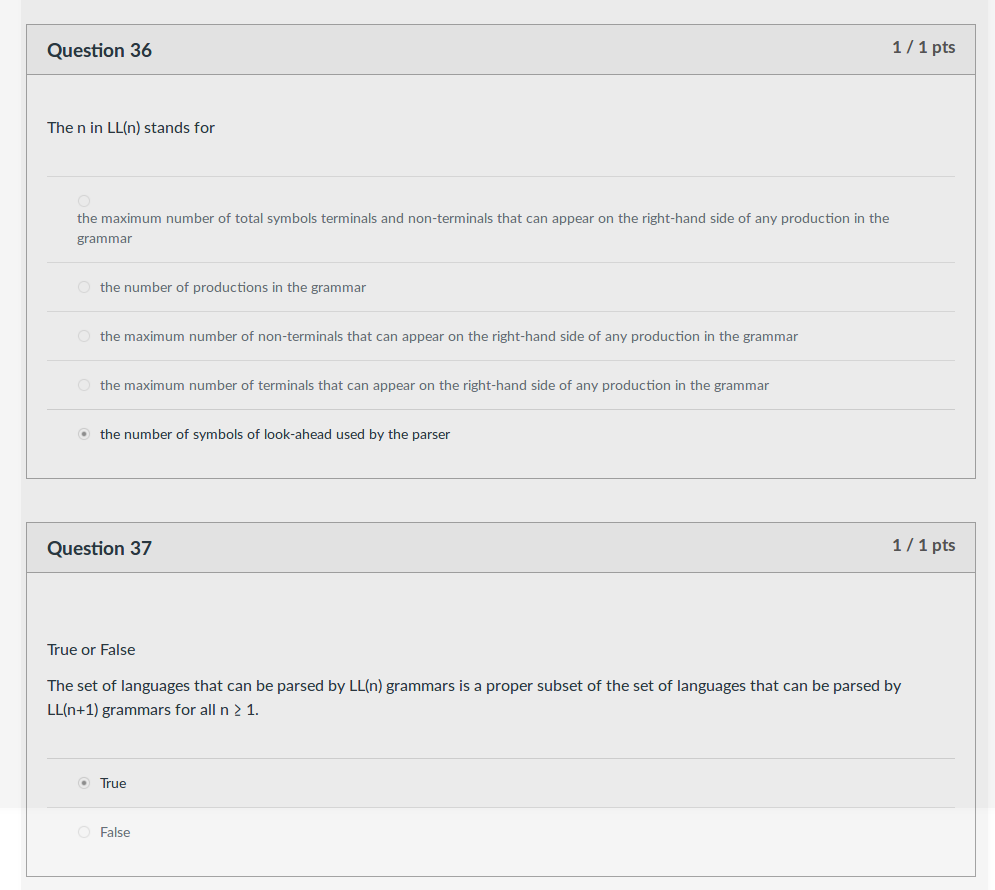 Question 36
1 / 1 pts
The n in LL(n) stands for
the maximum number of total symbols terminals and non-terminals that can appear on the right-hand side of any production in the
grammar
the number of productions in the grammar
the maximum number of non-terminals that can appear on the right-hand side of any production in the grammar
the maximum number of terminals that can appear on the right-hand side of any production in the grammar
the number of symbols of look-ahead used by the parser
Question 37
1 / 1 pts
True or False
The set of languages that can be parsed by LL(n) grammars is a proper subset of the set of languages that can be parsed by
LL(n+1) grammars for all n ≥ 1.
True
False